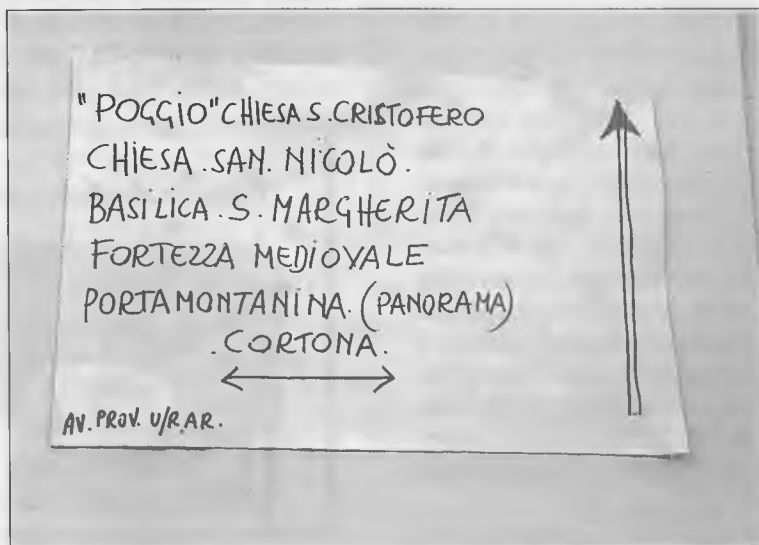 "POGGIO" CHIESA S. CRISTOFERO
CHIESA. SAN. NICOLÒ.
BASILICA. S. MARGHERITA
FORTEZZA MEDIOVALE
PORTA MONTANINA. (PANORAMA)
. CORTONA.
AV. PROV. U/R. AR.